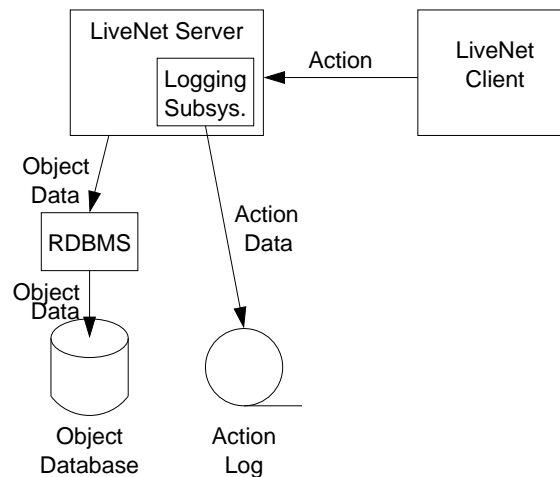 LiveNet Server
Logging
Subsys.
Action
LiveNet
Client
Object
Data
Action
Data
RDBMS
Object
Data
Object
Database
Action
Log